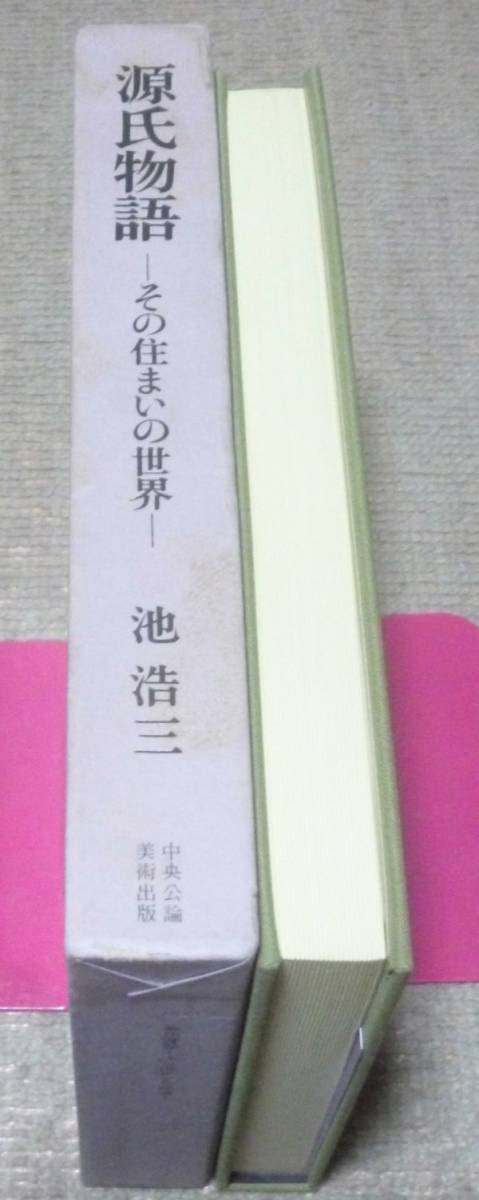 源氏物語
―その住まいの世界―
池浩三
中央公論
美術出版